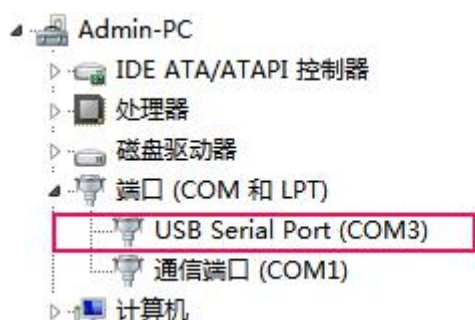 Admin-PC
IDE ATA/ATAPI 控制器
处理器
磁盘驱动器
端口 (COM 和 LPT)
USB Serial Port (COM3)
通信端口 (COM1)
计算机